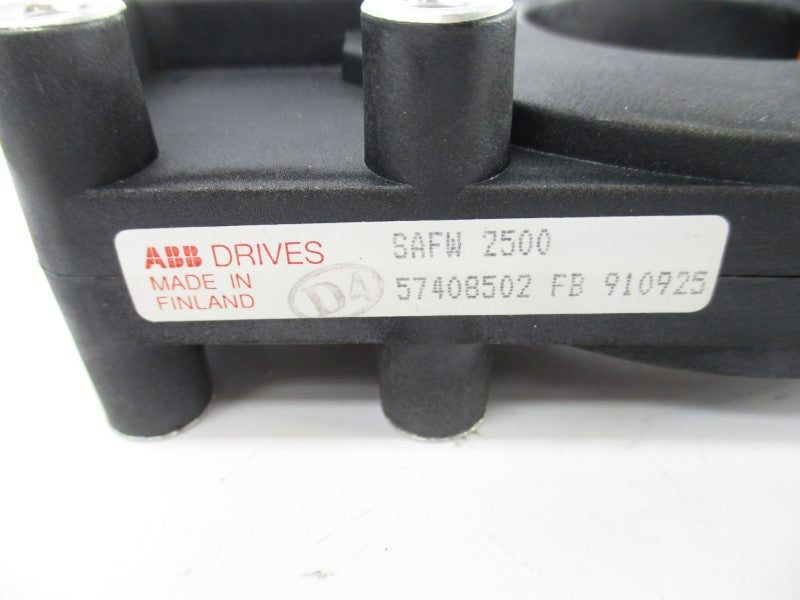 ABB DRIVES
MADE IN
FINLAND
D4
SAFW 2500
57408502 FB 910925